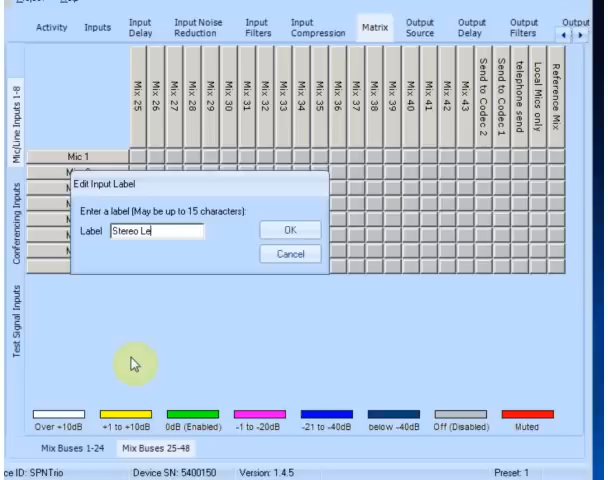 Activity Inputs Input Delay Input Noise Reduction Input Filters Input Compression Matrix Output Source Output Delay Output Filters Output
Mix 25 Mix 26 Mix 27 Mix 28 Mix 29 Mix 30 Mix 31 Mix 32 Mix 33 Mix 34 Mix 35 Mix 36 Mix 37 Mix 38 Mix 39 Mix 40 Mix 41 Mix 42 Mix 43 Send to Codec 2 Send to Codec 1 telephone send Local Mics only Reference Mix
Mic/Line Inputs 1-8
Conferencing Inputs
Test Signal Inputs
Mic 1
Edit Input Label
Enter a label (May be up to 15 characters):
Label Stereo Le OK
Cancel
Over +10dB +1 to +10dB 0dB (Enabled) -1 to -20dB -21 to -40dB below -40dB Off (Disabled) Muted
Mix Buses 1-24 Mix Buses 25-48
ce ID: SPNTrio Device SN: 5400150 Version: 1.4.5 Preset: 1